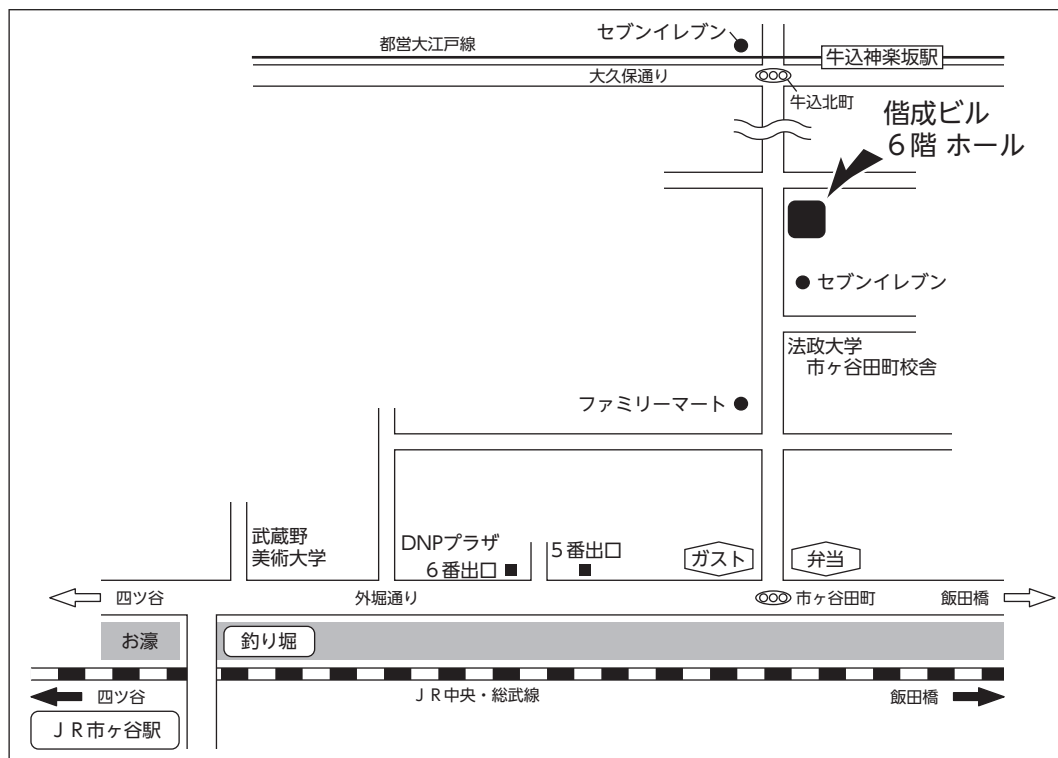 セブンイレブン
都営大江戸線
牛込神楽坂駅
大久保通り
牛込北町
偕成ビル
６階 ホール
セブンイレブン
法政大学
市ヶ谷田町校舎
ファミリーマート
武蔵野
美術大学
DNPプラザ
６番出口
５番出口
ガスト
弁当
四ツ谷
外堀通り
市ヶ谷田町
飯田橋
お濠
釣り堀
四ツ谷
ＪＲ中央・総武線
飯田橋
ＪＲ市ヶ谷駅